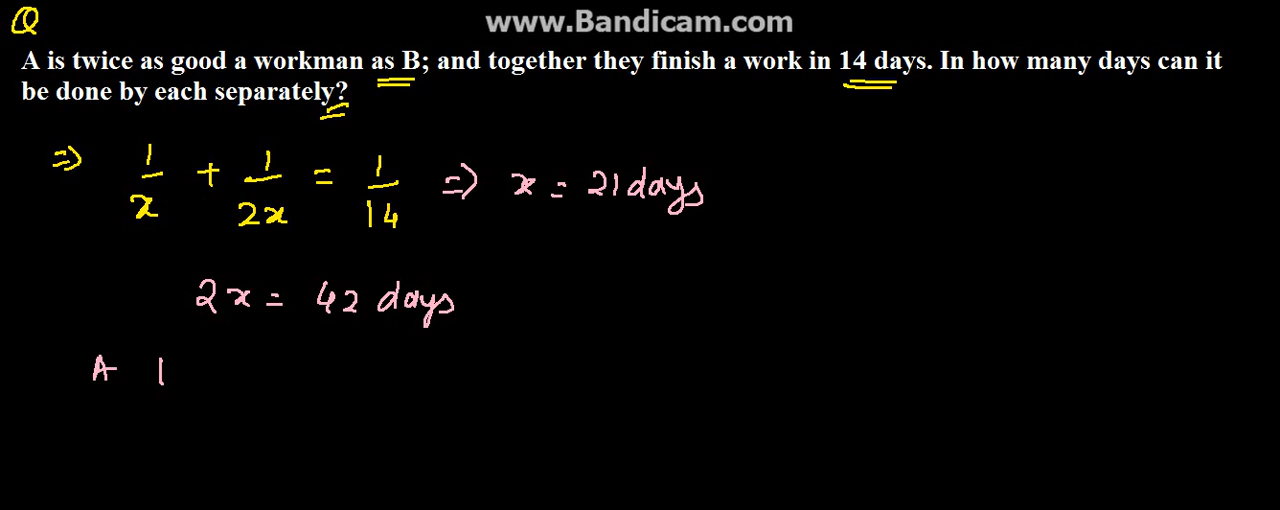 www.Bandicam.com
Q
A is twice as good a workman as B; and together they finish a work in 14 days. In how many days can it
be done by each separately?
⇒ 1/x + 1/2x = 1/14 ⇒ x = 21 days
2x = 42 days
A |